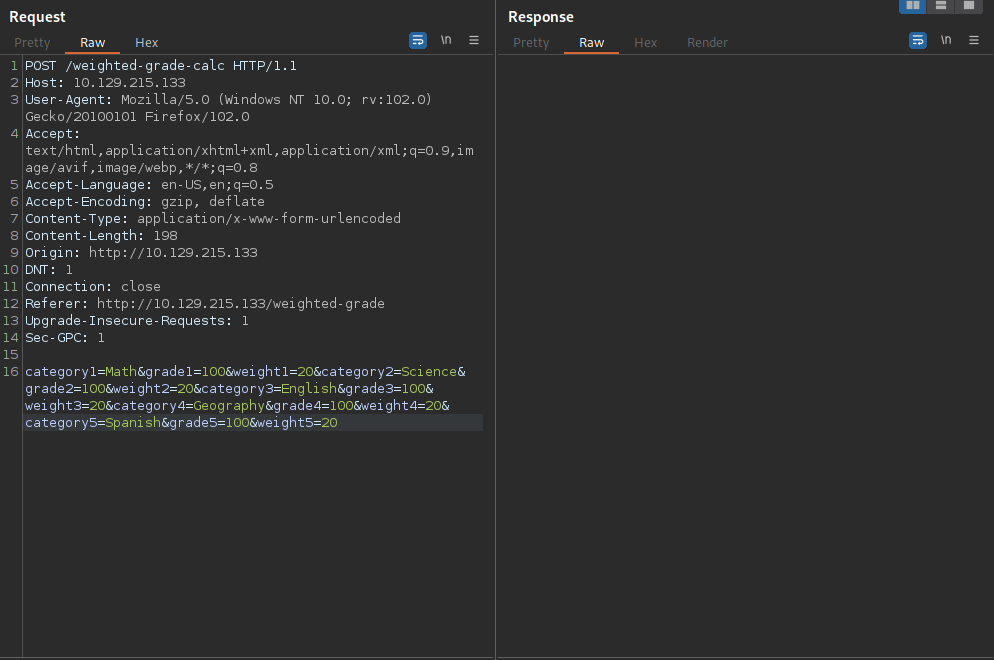 Request
Pretty Raw Hex \n
1 POST /weighted-grade-calc HTTP/1.1
2 Host: 10.129.215.133
3 User-Agent: Mozilla/5.0 (Windows NT 10.0; rv:102.0)
Gecko/20100101 Firefox/102.0
4 Accept:
text/html,application/xhtml+xml,application/xml;q=0.9,im
age/avif,image/webp,*/*;q=0.8
5 Accept-Language: en-US,en;q=0.5
6 Accept-Encoding: gzip, deflate
7 Content-Type: application/x-www-form-urlencoded
8 Content-Length: 198
9 Origin: http://10.129.215.133
10 DNT: 1
11 Connection: close
12 Referer: http://10.129.215.133/weighted-grade
13 Upgrade-Insecure-Requests: 1
14 Sec-GPC: 1
15
16 category1=Math&grade1=100&weight1=20&category2=Science&
grade2=100&weight2=20&category3=English&grade3=100&
weight3=20&category4=Geography&grade4=100&weight4=20&
category5=Spanish&grade5=100&weight5=20
Response
Pretty Raw Hex Render \n